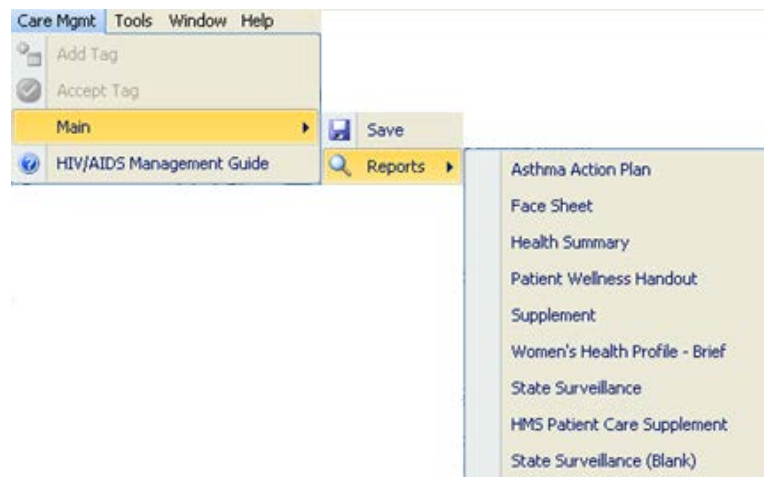 Care Mgmt Tools Window Help
Add Tag
Accept Tag
Main
HIV/AIDS Management Guide
Save
Reports
Asthma Action Plan
Face Sheet
Health Summary
Patient Wellness Handout
Supplement
Women's Health Profile - Brief
State Surveillance
HMS Patient Care Supplement
State Surveillance (Blank)